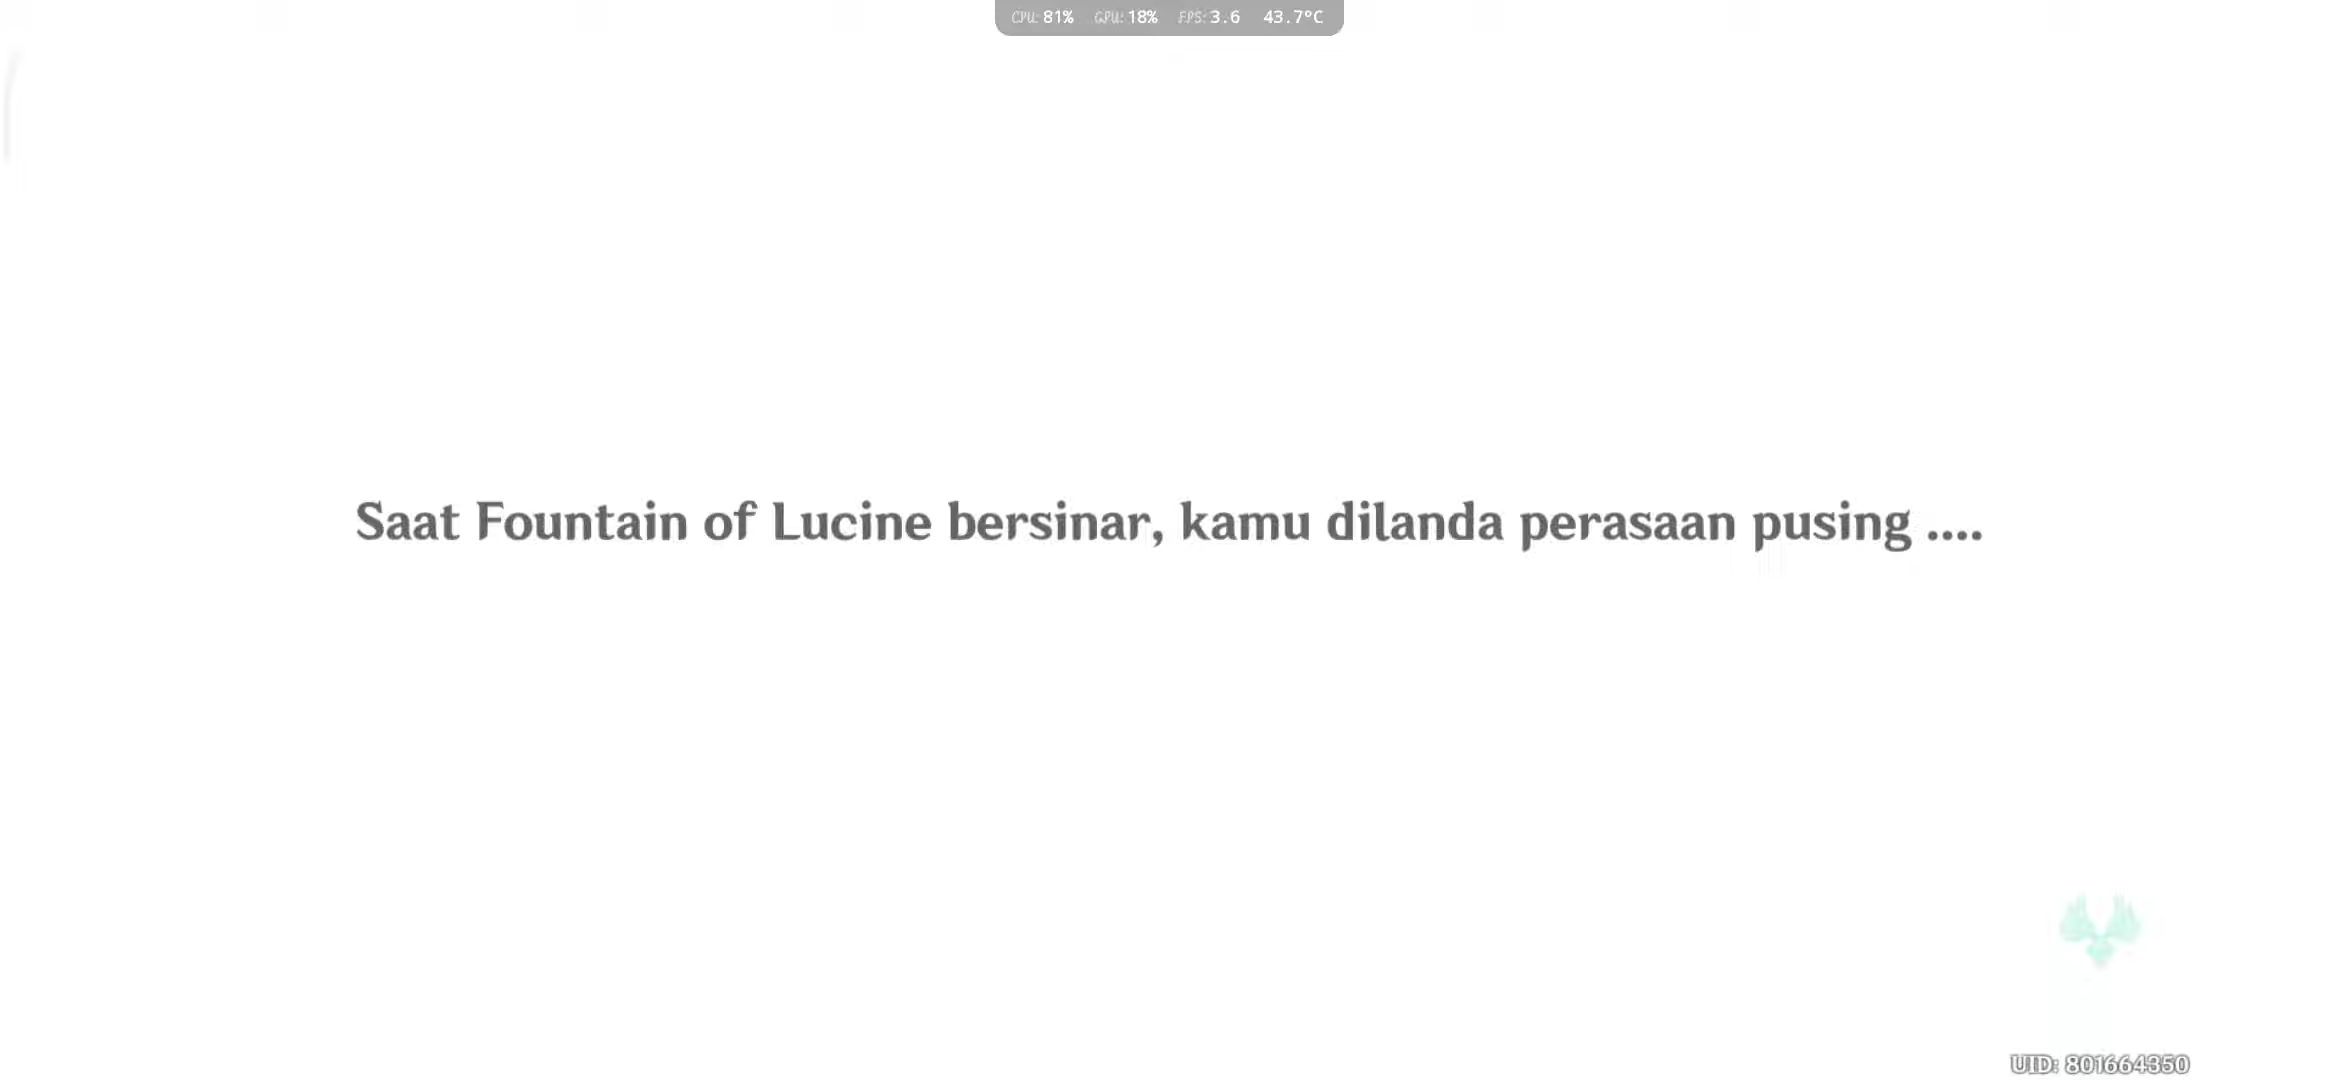 CPU: 81% GPU: 18% FPS: 3.6 43.7°C
Saat Fountain of Lucine bersinar, kamu dilanda perasaan pusing ....
UID: 801664350